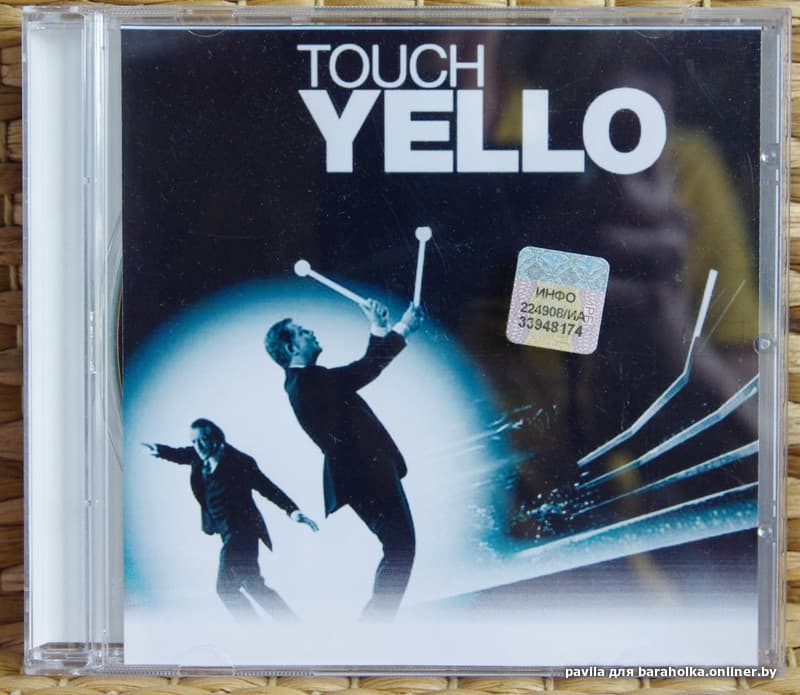 TOUCH
YELLO
ИНФО
224908/ИА
33948174
pavila для baraholka.onliner.by